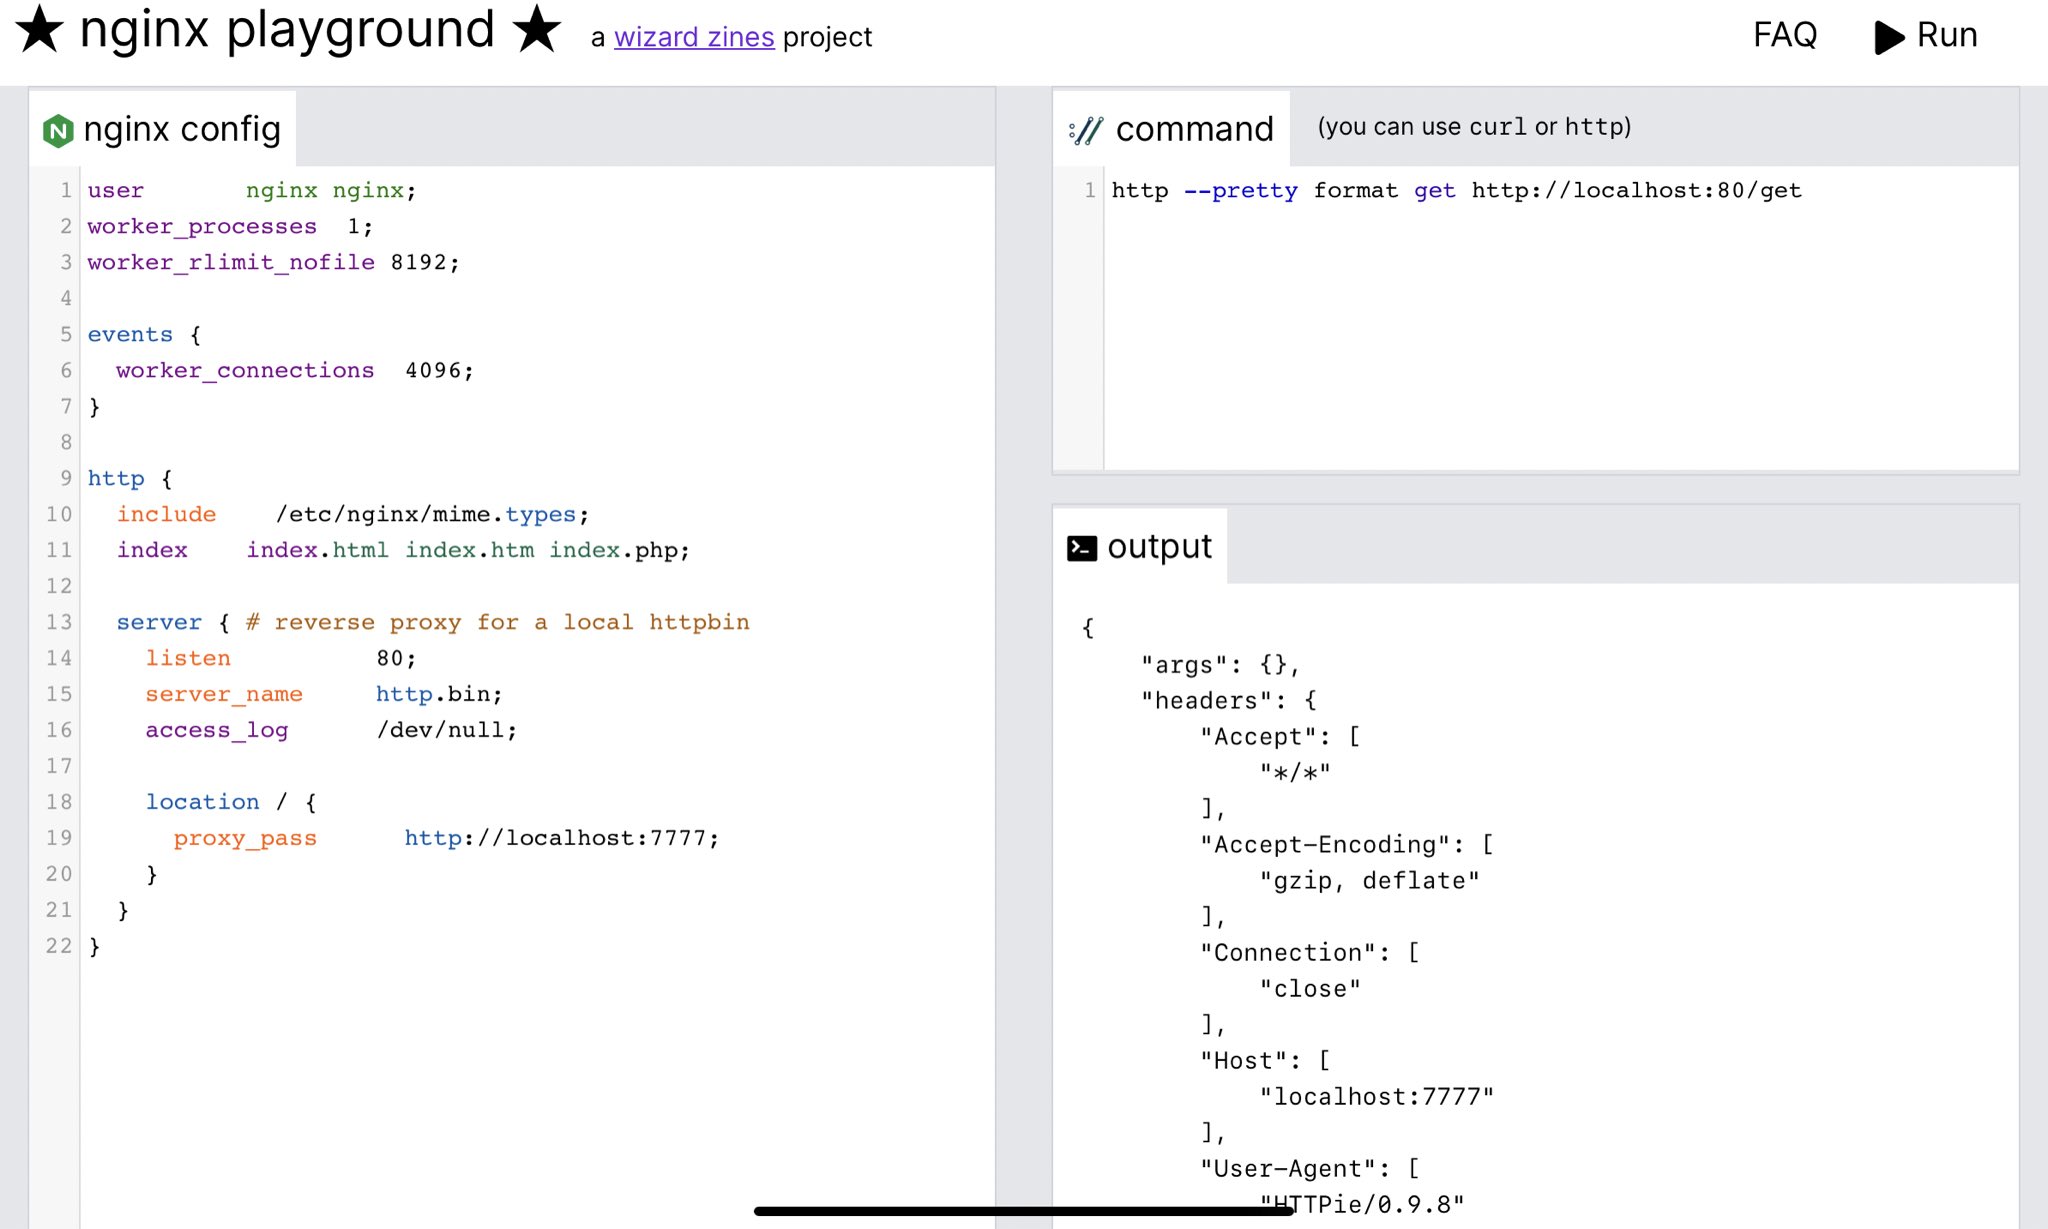 ★ nginx playground ★ a wizard zines project
FAQ
Run
nginx config
1 user       nginx nginx;
2 worker_processes  1;
3 worker_rlimit_nofile 8192;
4
5 events {
6   worker_connections  4096;
7 }
8
9 http {
10   include    /etc/nginx/mime.types;
11   index    index.html index.htm index.php;
12
13   server { # reverse proxy for a local httpbin
14     listen          80;
15     server_name     http.bin;
16     access_log      /dev/null;
17
18     location / {
19       proxy_pass      http://localhost:7777;
20     }
21   }
22 }
command (you can use curl or http)
1 http --pretty format get http://localhost:80/get
output
{
    "args": {},
    "headers": {
        "Accept": [
            "*/*"
        ],
        "Accept-Encoding": [
            "gzip, deflate"
        ],
        "Connection": [
            "close"
        ],
        "Host": [
            "localhost:7777"
        ],
        "User-Agent": [
            "HTTPie/0.9.8"